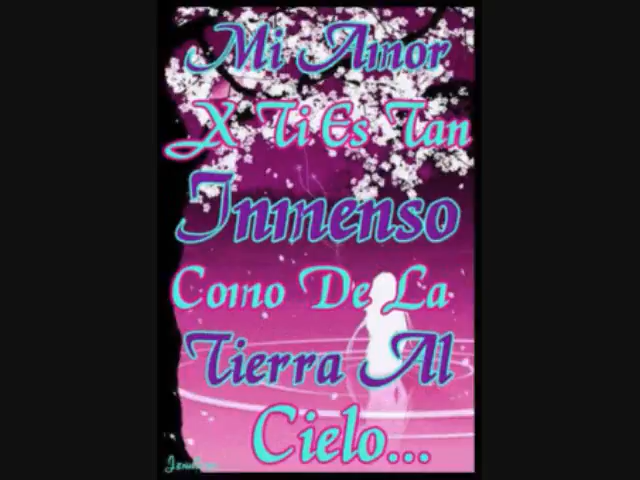 Mi Amor
X Ti Es Tan
Inmenso
Como De La
Tierra Al
Cielo...